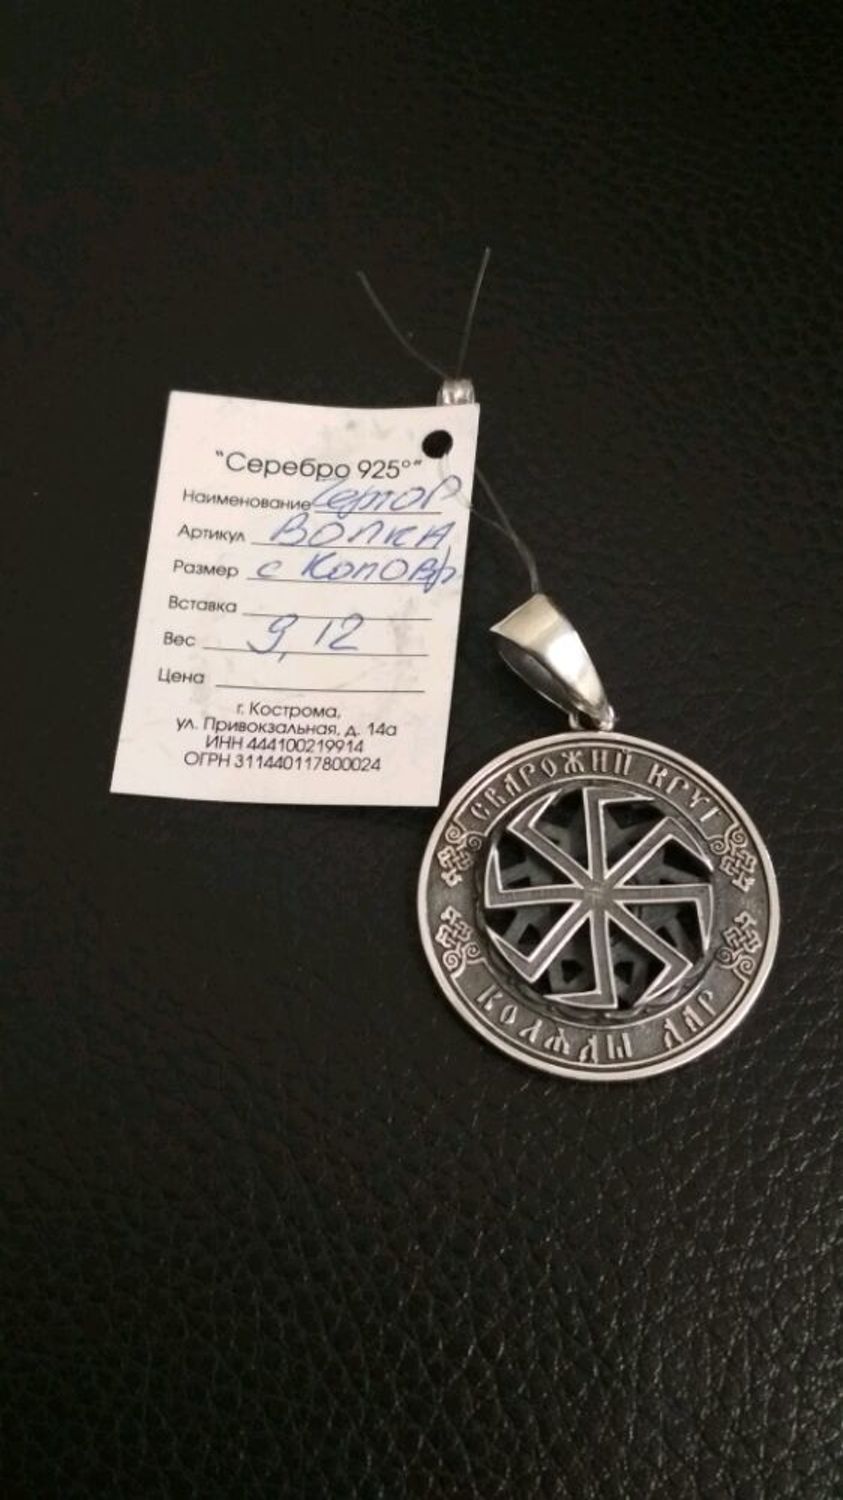 "Серебро 925°"
Наименование Чертог
Артикул Волка
Размер с Коловр
Вставка
Вес 9,12
Цена
г. Кострома,
ул. Привокзальная, д. 14а
ИНН 444100219914
ОГРН 311440117800024
СВАРОЖИЙ КРУГ
КОЛЯДЫ ДАР